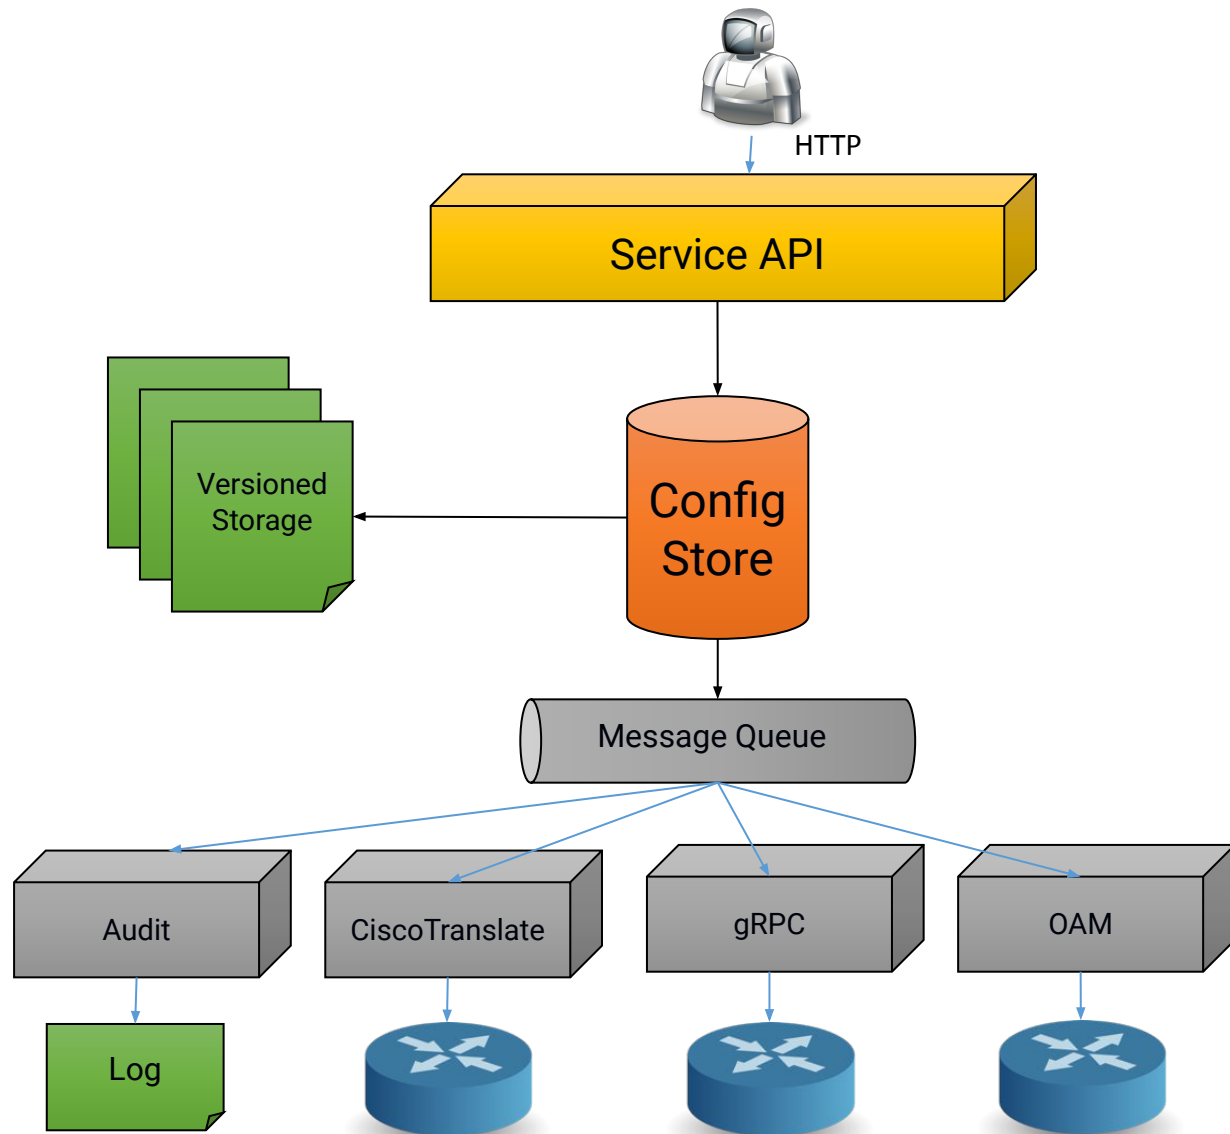 HTTP
Service API
Versioned
Storage
Config
Store
Message Queue
Audit
CiscoTranslate
gRPC
OAM
Log